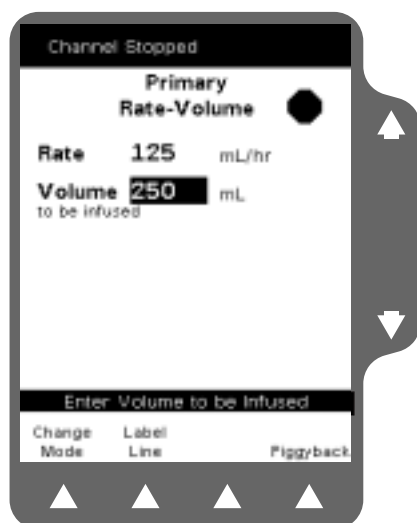 Channel Stopped
Primary
Rate-Volume
Rate 125 mL/hr
Volume 250 mL
to be infused
Enter Volume to be Infused
Change Label
Mode Line Piggyback